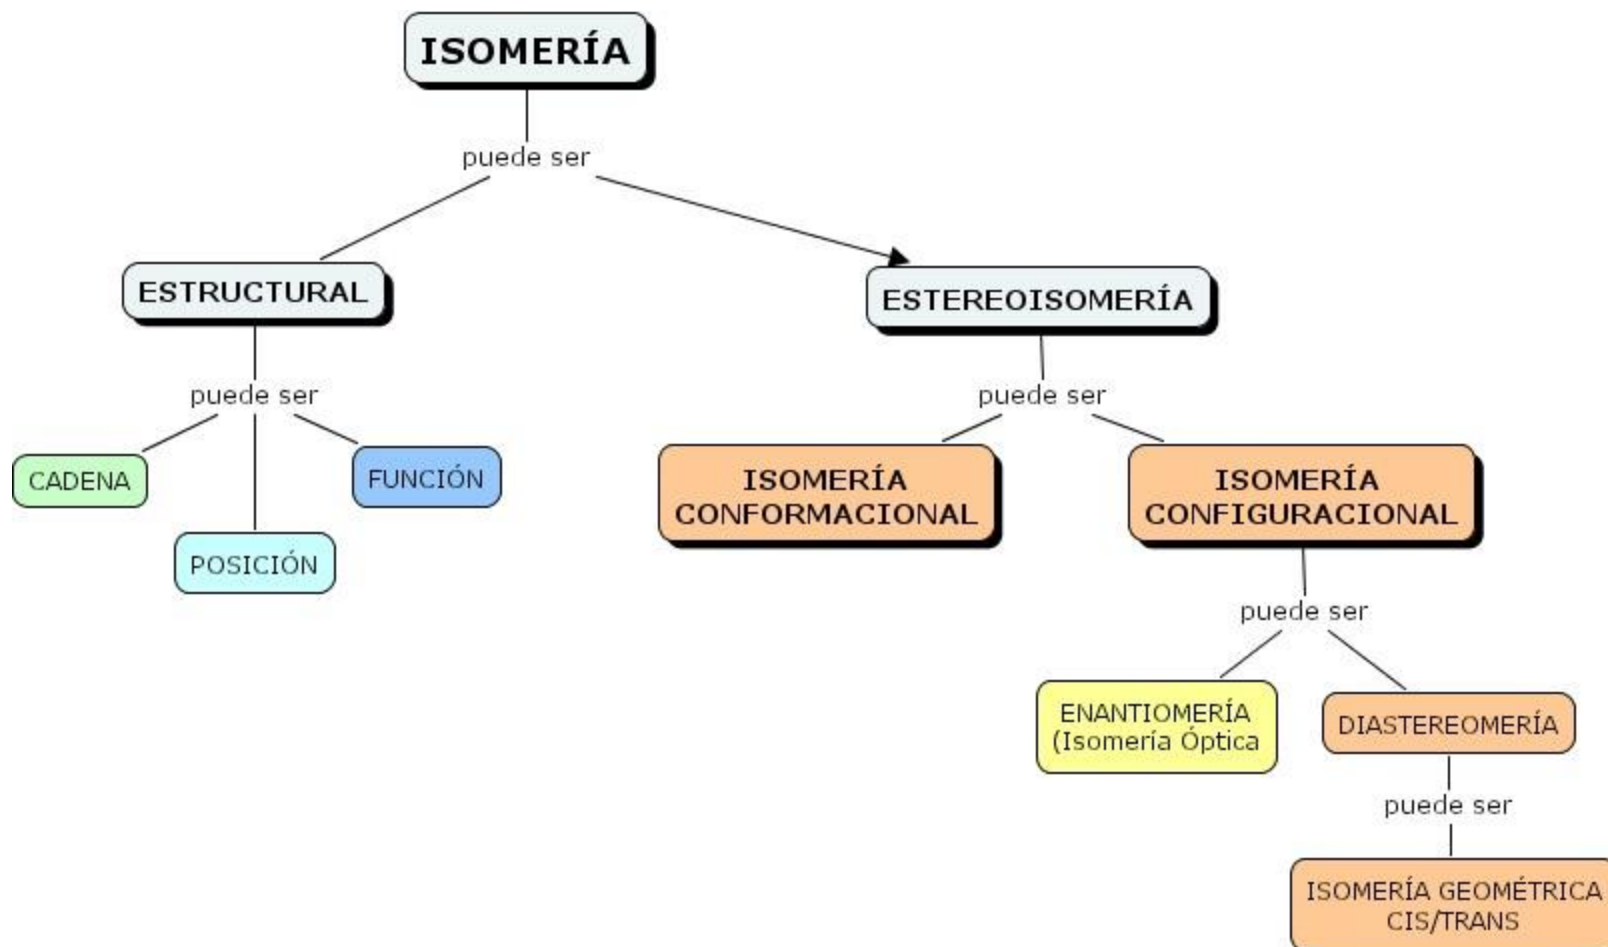 ISOMERÍA
puede ser
ESTRUCTURAL
ESTEREOISOMERÍA
puede ser
puede ser
CADENA
FUNCIÓN
POSICIÓN
ISOMERÍA
CONFORMACIONAL
ISOMERÍA
CONFIGURACIONAL
puede ser
ENANTIOMERÍA
(Isomería Óptica
DIASTEREOMERÍA
puede ser
ISOMERÍA GEOMÉTRICA
CIS/TRANS